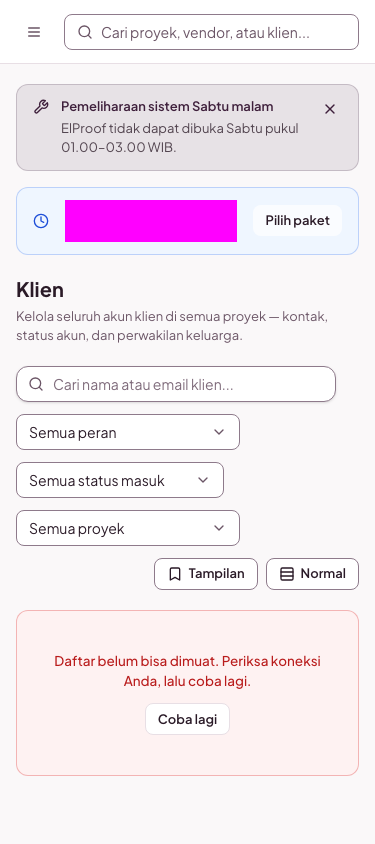 Cari proyek, vendor, atau klien...
Pemeliharaan sistem Sabtu malam
ElProof tidak dapat dibuka Sabtu pukul
01.00–03.00 WIB.
Pilih paket
Klien
Kelola seluruh akun klien di semua proyek — kontak,
status akun, dan perwakilan keluarga.
Cari nama atau email klien...
Semua peran
Semua status masuk
Semua proyek
Tampilan
Normal
Daftar belum bisa dimuat. Periksa koneksi
Anda, lalu coba lagi.
Coba lagi